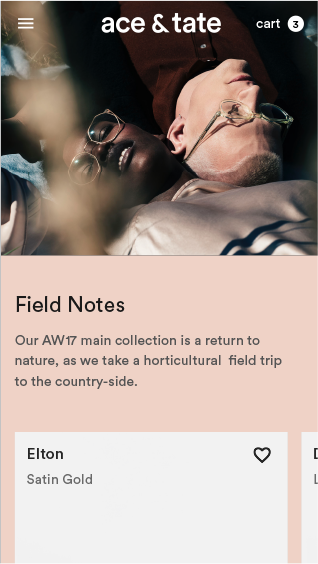 ace & tate
cart 3
Field Notes
Our AW17 main collection is a return to
nature, as we take a horticultural  field trip
to the country-side.
Elton
Satin Gold